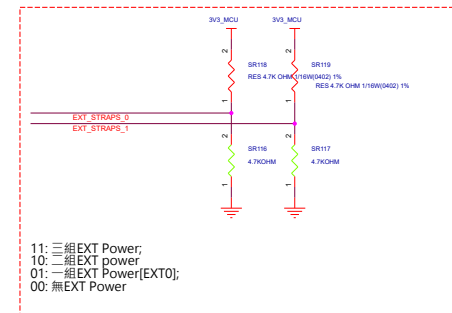 3V3_MCU 3V3_MCU
2 2
SR118 SR119
RES 4.7K OHM 1/16W(0402) 1%
RES 4.7K OHM 1/16W(0402) 1%
1 1
EXT_STRAPS_0
EXT_STRAPS_1
2 2
SR116 SR117
4.7KOHM 4.7KOHM
1 1
11: 三組EXT Power;
10: 二組EXT power
01: 一組EXT Power[EXT0];
00: 無EXT Power